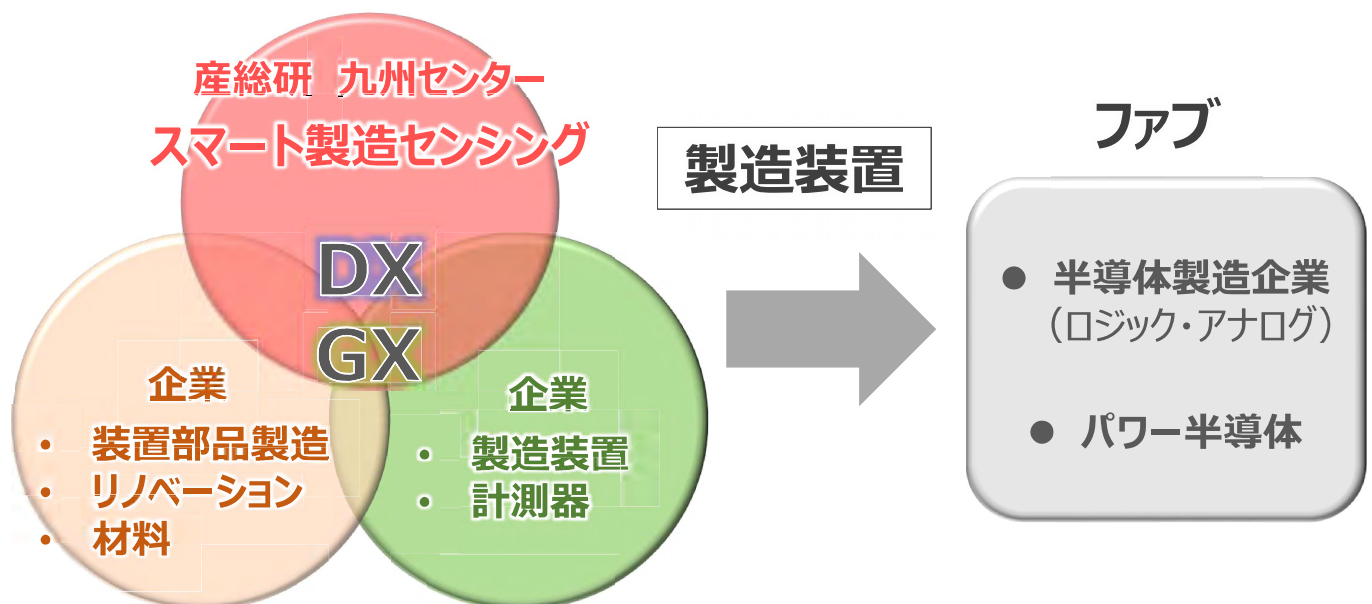 産総研 九州センター
スマート製造センシング
DX
GX
企業
・ 装置部品製造
・ リノベーション
・ 材料
企業
・ 製造装置
・ 計測器
製造装置
ファブ
● 半導体製造企業
（ロジック・アナログ）
● パワー半導体